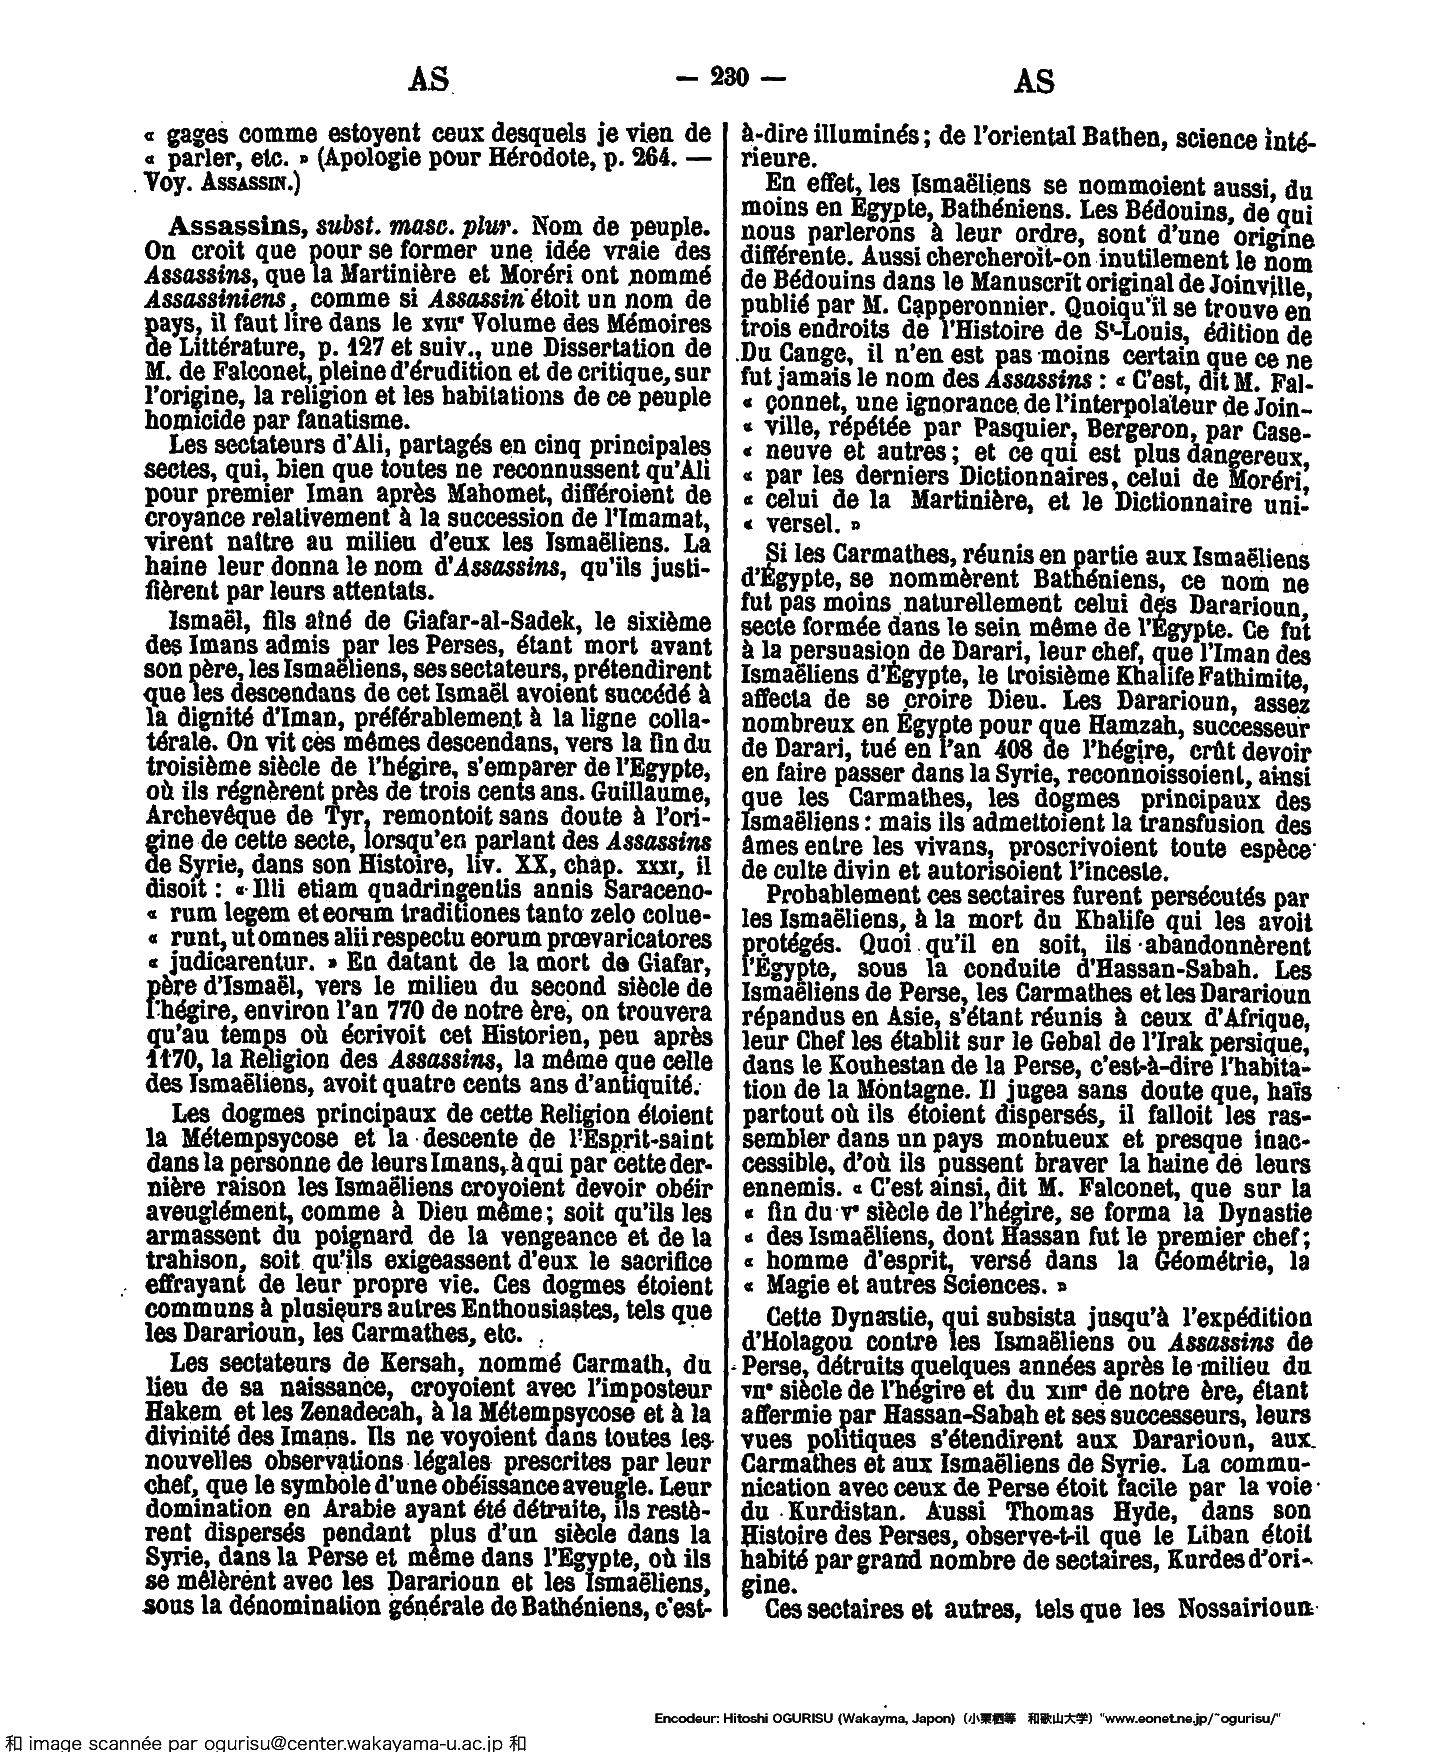 AS — 230 — AS
« gages comme estoyent ceux desquels je vien de
« parler, etc. » (Apologie pour Hérodote, p. 264. —
Voy. ASSASSIN.)
Assassins, subst. masc. plur. Nom de peuple.
On croit que pour se former une idée vraie des
Assassins, que la Martinière et Moréri ont nommé
Assassiniens, comme si Assassin étoit un nom de
pays, il faut lire dans le XVIIe Volume des Mémoires
de Littérature, p. 127 et suiv., une Dissertation de
M. de Falconet, pleine d'érudition et de critique, sur
l'origine, la religion et les habitations de ce peuple
homicide par fanatisme.
Les sectateurs d'Ali, partagés en cinq principales
sectes, qui, bien que toutes ne reconnussent qu'Ali
pour premier Iman après Mahomet, différoient de
croyance relativement à la succession de l'Imamat,
virent naître au milieu d'eux les Ismaëliens. La
haine leur donna le nom d'Assassins, qu'ils justi-
fièrent par leurs attentats.
Ismaël, fils aîné de Giafar-al-Sadek, le sixième
des Imans admis par les Perses, étant mort avant
son père, les Ismaëliens, ses sectateurs, prétendirent
que les descendans de cet Ismaël avoient succédé à
la dignité d'Iman, préférablement à la ligne colla-
térale. On vit ces mêmes descendans, vers la fin du
troisième siècle de l'hégire, s'emparer de l'Egypte,
où ils régnèrent près de trois cents ans. Guillaume,
Archevêque de Tyr, remontoit sans doute à l'ori-
gine de cette secte, lorsqu'en parlant des Assassins
de Syrie, dans son Histoire, liv. XX, chap. XXXI, il
disoit : « Illi etiam quadringentis annis Saraceno-
« rum legem et eorum traditiones tanto zelo colue-
« runt, ut omnes alii respectu eorum prœvaricatores
« judicarentur. » En datant de la mort de Giafar,
père d'Ismaël, vers le milieu du second siècle de
l'hégire, environ l'an 770 de notre ère, on trouvera
qu'au temps où écrivoit cet Historien, peu après
1170, la Religion des Assassins, la même que celle
des Ismaëliens, avoit quatre cents ans d'antiquité.
Les dogmes principaux de cette Religion étoient
la Métempsycose et la descente de l'Esprit-saint
dans la personne de leurs Imans, à qui par cette der-
nière raison les Ismaëliens croyoient devoir obéir
aveuglément, comme à Dieu même; soit qu'ils les
armassent du poignard de la vengeance et de la
trahison, soit qu'ils exigeassent d'eux le sacrifice
effrayant de leur propre vie. Ces dogmes étoient
communs à plusieurs autres Enthousiastes, tels que
les Dararioun, les Carmathes, etc.
Les sectateurs de Kersah, nommé Carmath, du
lieu de sa naissance, croyoient avec l'imposteur
Hakem et les Zenadecah, à la Métempsycose et à la
divinité des Imans. Ils ne voyoient dans toutes les
nouvelles observations légales prescrites par leur
chef, que le symbole d'une obéissance aveugle. Leur
domination en Arabie ayant été détruite, ils restè-
rent dispersés pendant plus d'un siècle dans la
Syrie, dans la Perse et même dans l'Egypte, où ils
se mêlèrent avec les Dararioun et les Ismaëliens,
sous la dénomination générale de Bathéniens, c'est-
à-dire illuminés; de l'oriental Bathen, science inté-
rieure.
En effet, les Ismaëliens se nommoient aussi, du
moins en Egypte, Bathéniens. Les Bédouins, de qui
nous parlerons à leur ordre, sont d'une origine
différente. Aussi chercheroit-on inutilement le nom
de Bédouins dans le Manuscrit original de Joinville,
publié par M. Capperonnier. Quoiqu'il se trouve en
trois endroits de l'Histoire de St-Louis, édition de
Du Cange, il n'en est pas moins certain que ce ne
fut jamais le nom des Assassins : « C'est, dit M. Fal-
« çonnet, une ignorance de l'interpolateur de Join-
« ville, répétée par Pasquier, Bergeron, par Case-
« neuve et autres; et ce qui est plus dangereux,
« par les derniers Dictionnaires, celui de Moréri,
« celui de la Martinière, et le Dictionnaire uni-
« versel. »
Si les Carmathes, réunis en partie aux Ismaëliens
d'Égypte, se nommèrent Bathéniens, ce nom ne
fut pas moins naturellement celui des Dararioun,
secte formée dans le sein même de l'Égypte. Ce fut
à la persuasion de Darari, leur chef, que l'Iman des
Ismaëliens d'Égypte, le troisième Khalife Fathimite,
affecta de se croire Dieu. Les Dararioun, assez
nombreux en Égypte pour que Hamzah, successeur
de Darari, tué en l'an 408 de l'hégire, crût devoir
en faire passer dans la Syrie, reconnoissoient, ainsi
que les Carmathes, les dogmes principaux des
Ismaëliens : mais ils admettoient la transfusion des
âmes entre les vivans, proscrivoient toute espèce
de culte divin et autorisoient l'inceste.
Probablement ces sectaires furent persécutés par
les Ismaëliens, à la mort du Khalife qui les avoit
protégés. Quoi qu'il en soit, ils abandonnèrent
l'Égypte, sous la conduite d'Hassan-Sabah. Les
Ismaëliens de Perse, les Carmathes et les Dararioun
répandus en Asie, s'étant réunis à ceux d'Afrique,
leur Chef les établit sur le Gebal de l'Irak persique,
dans le Kouhestan de la Perse, c'est-à-dire l'habita-
tion de la Montagne. Il jugea sans doute que, haïs
partout où ils étoient dispersés, il falloit les ras-
sembler dans un pays montueux et presque inac-
cessible, d'où ils pussent braver la haine de leurs
ennemis. « C'est ainsi, dit M. Falconet, que sur la
« fin du Ve siècle de l'hégire, se forma la Dynastie
« des Ismaëliens, dont Hassan fut le premier chef;
« homme d'esprit, versé dans la Géométrie, la
« Magie et autres Sciences. »
Cette Dynastie, qui subsista jusqu'à l'expédition
d'Holagou contre les Ismaëliens ou Assassins de
Perse, détruits quelques années après le milieu du
VIIe siècle de l'hégire et du XIIIe de notre ère, étant
affermie par Hassan-Sabah et ses successeurs, leurs
vues politiques s'étendirent aux Dararioun, aux
Carmathes et aux Ismaëliens de Syrie. La commu-
nication avec ceux de Perse étoit facile par la voie
du Kurdistan. Aussi Thomas Hyde, dans son
Histoire des Perses, observe-t-il que le Liban étoit
habité par grand nombre de sectaires, Kurdes d'ori-
gine.
Ces sectaires et autres, tels que les Nossairioun
Encodeur: Hitoshi OGURISU (Wakayma, Japon) (小栗栖等 和歌山大学) "www.eonet.ne.jp/~ogurisu/"
和 image scannée par ogurisu@center.wakayama-u.ac.jp 和